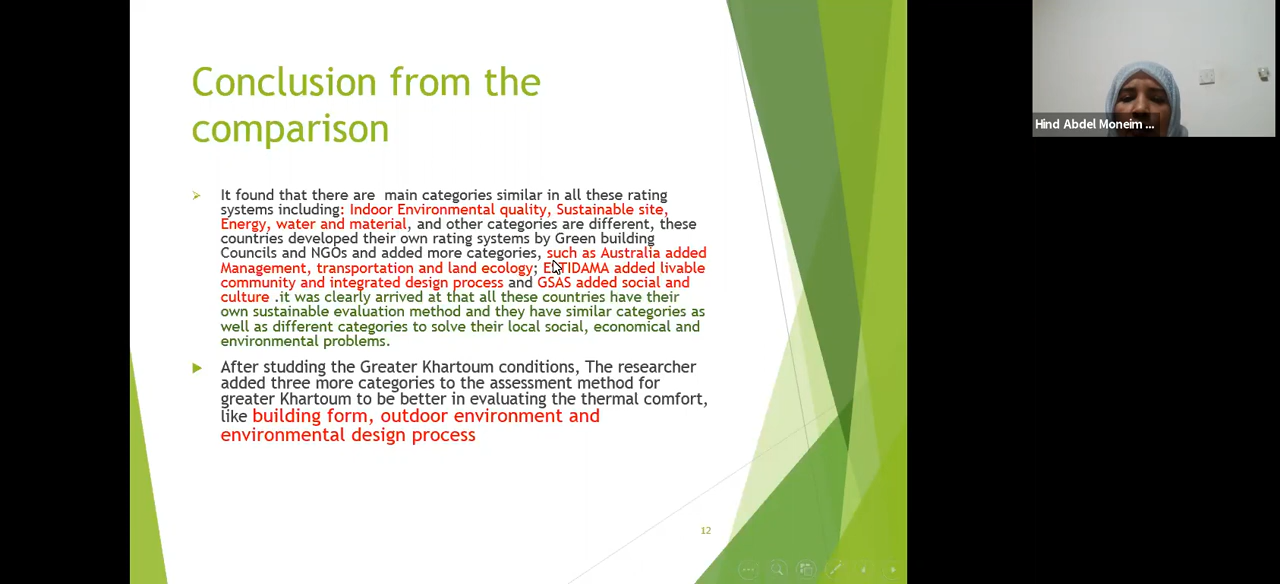 Conclusion from the
comparison
It found that there are main categories similar in all these rating
systems including: Indoor Environmental quality, Sustainable site,
Energy, water and material, and other categories are different, these
countries developed their own rating systems by Green building
Councils and NGOs and added more categories, such as Australia added
Management, transportation and land ecology; added livable
community and integrated design process and GSAS added social and
culture .it was clearly arrived at that all these countries have their
own sustainable evaluation method and they have similar categories as
well as different categories to solve their local social, economical and
environmental problems.
After studding the Greater Khartoum conditions, The researcher
added three more categories to the assessment method for
greater Khartoum to be better in evaluating the thermal comfort,
like building form, outdoor environment and
environmental design process
12
Hind Abdel Moneim ...